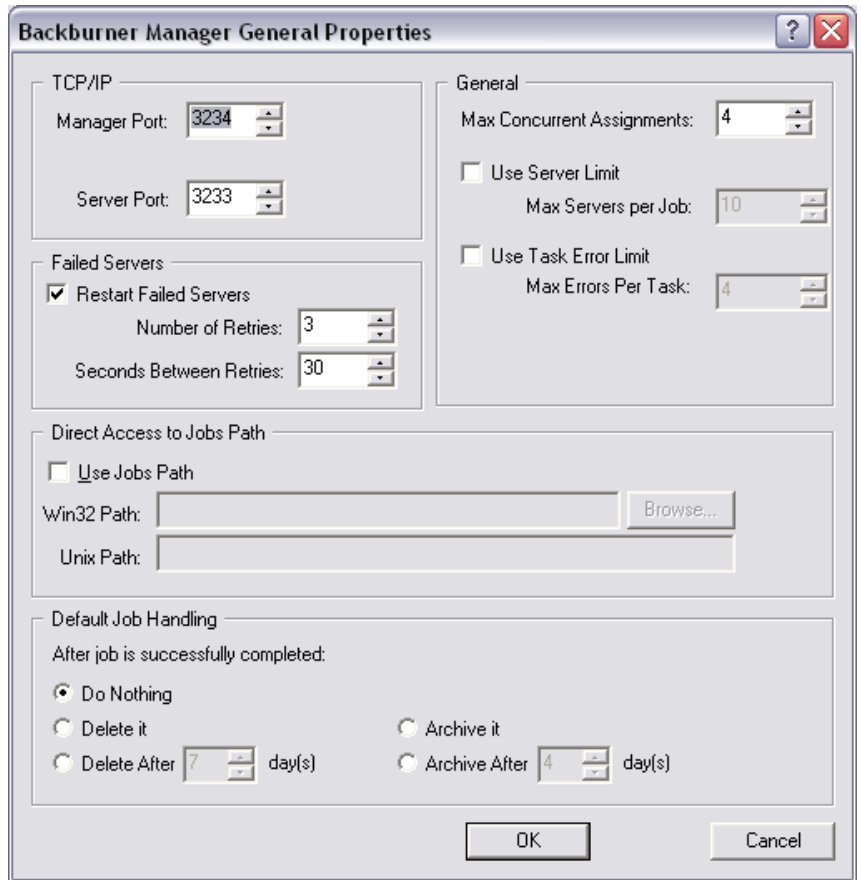 Backburner Manager General Properties
TCP/IP
Manager Port: 3234
Server Port: 3233
General
Max Concurrent Assignments: 4
Use Server Limit
Max Servers per Job: 10
Use Task Error Limit
Max Errors Per Task: 4
Failed Servers
Restart Failed Servers
Number of Retries: 3
Seconds Between Retries: 30
Direct Access to Jobs Path
Use Jobs Path
Win32 Path: Browse...
Unix Path:
Default Job Handling
After job is successfully completed:
Do Nothing
Delete it Archive it
Delete After 7 day(s) Archive After 4 day(s)
OK Cancel